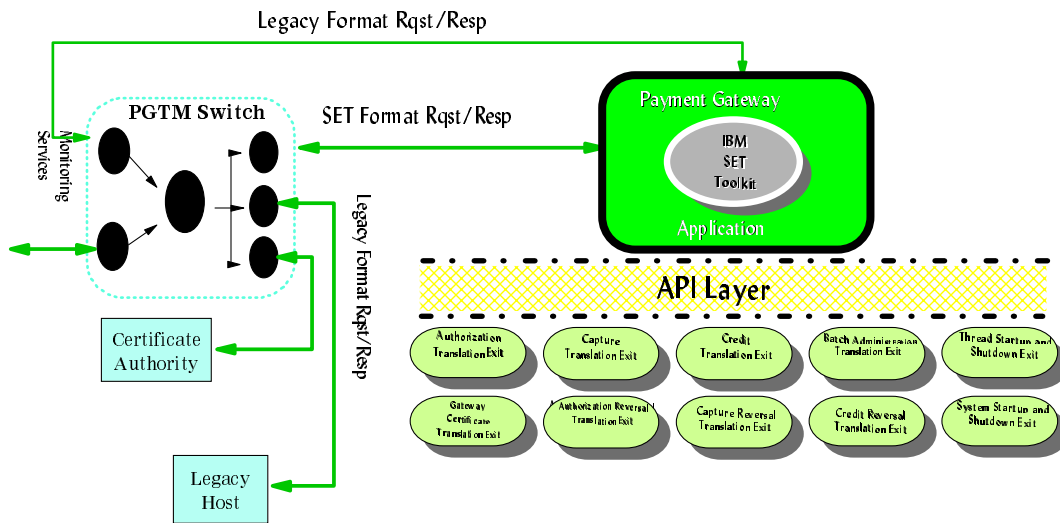 Legacy Format Rqst/Resp
PGTM Switch
Monitoring
Services
SET Format Rqst/Resp
Payment Gateway
IBM
SET
Toolkit
Application
Legacy Format Rqst/Resp
API Layer
Certificate
Authority
Legacy
Host
Authorization
Translation Exit
Capture
Translation Exit
Credit
Translation Exit
Batch Administration
Translation Exit
Thread Startup and
Shutdown Exit
Gateway
Certificate
Translation Exit
Authorization Reversal
Translation Exit
Capture Reversal
Translation Exit
Credit Reversal
Translation Exit
System Startup and
Shutdown Exit